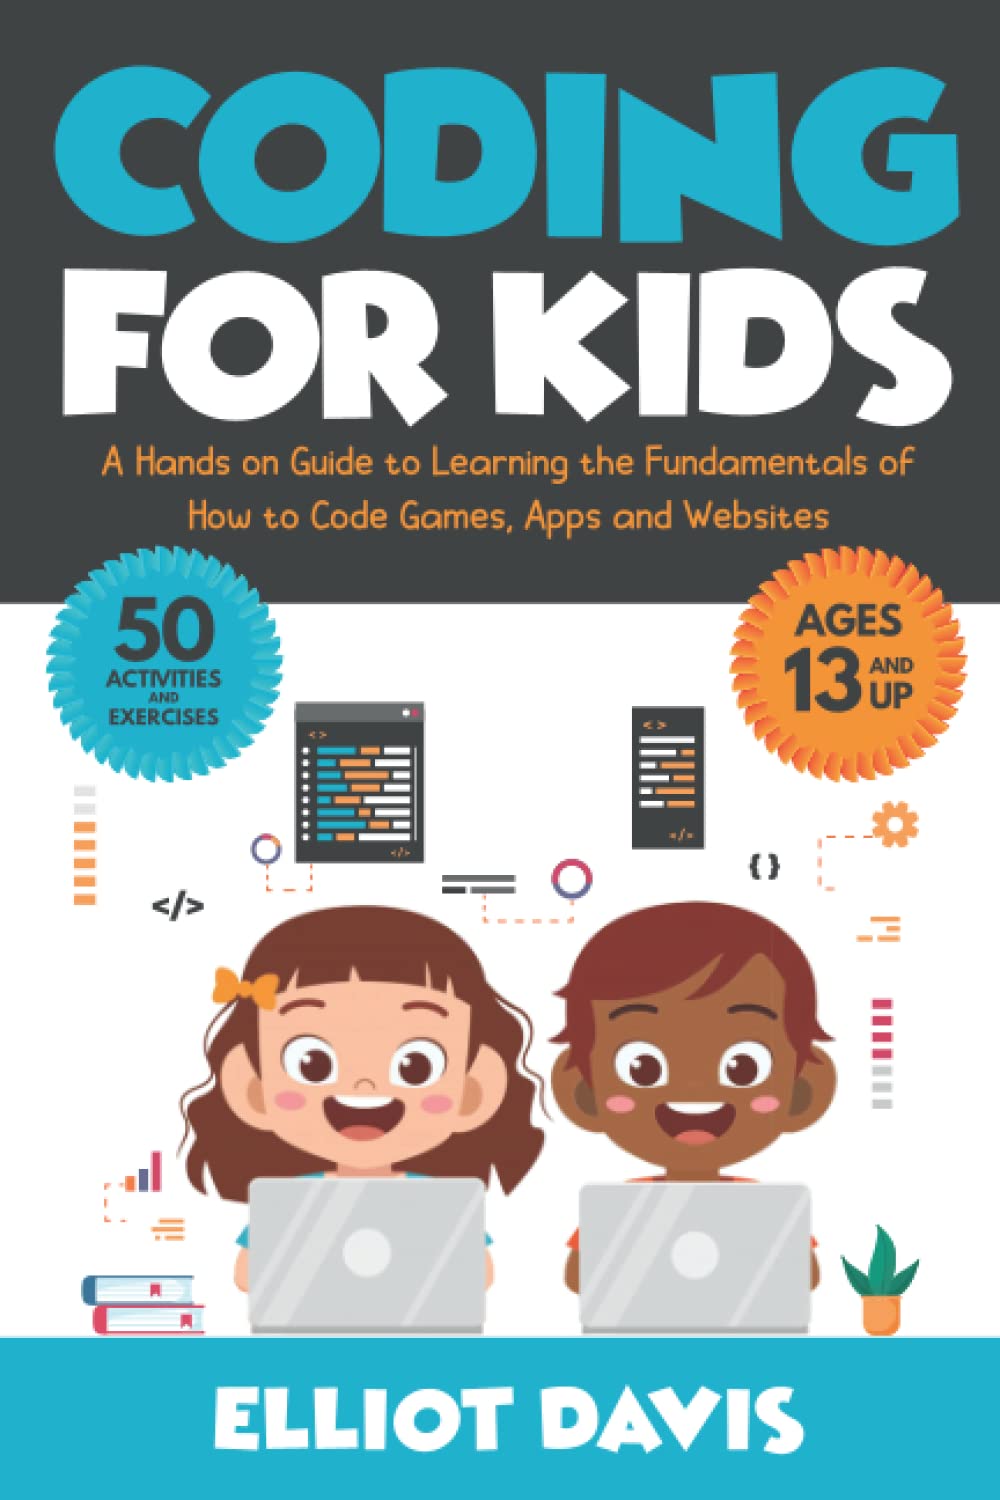 CODING
FOR KIDS
A Hands on Guide to Learning the Fundamentals of
How to Code Games, Apps and Websites
50
ACTIVITIES
AND
EXERCISES
AGES
13 AND
UP
< >
</>
< >
</>
{ }
</>
ELLIOT DAVIS